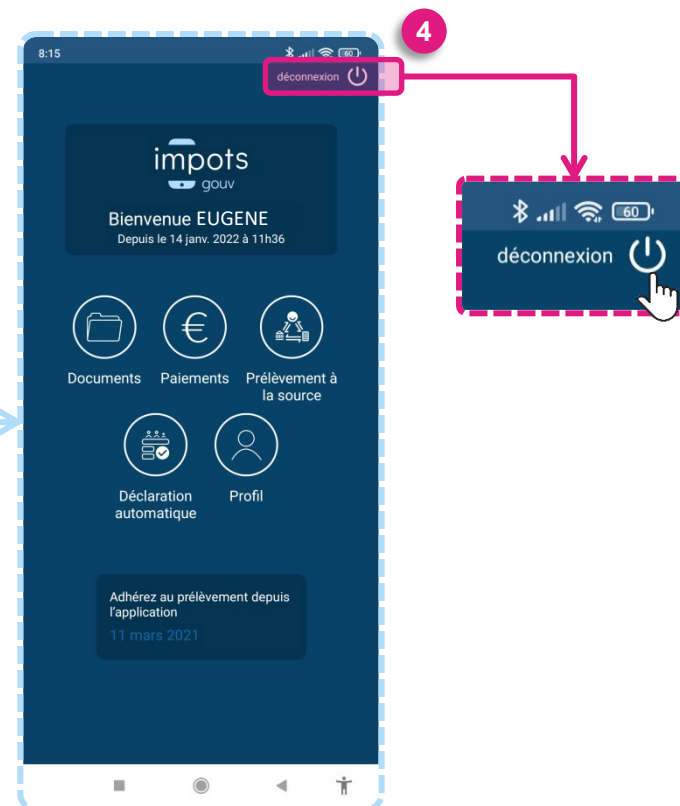 4
8:15
60
déconnexion
impots
gouv
Bienvenue EUGENE
Depuis le 14 janv. 2022 à 11h36
Documents
Paiements
Prélèvement à
la source
Déclaration
automatique
Profil
Adhérez au prélèvement depuis
l'application
11 mars 2021
60
déconnexion